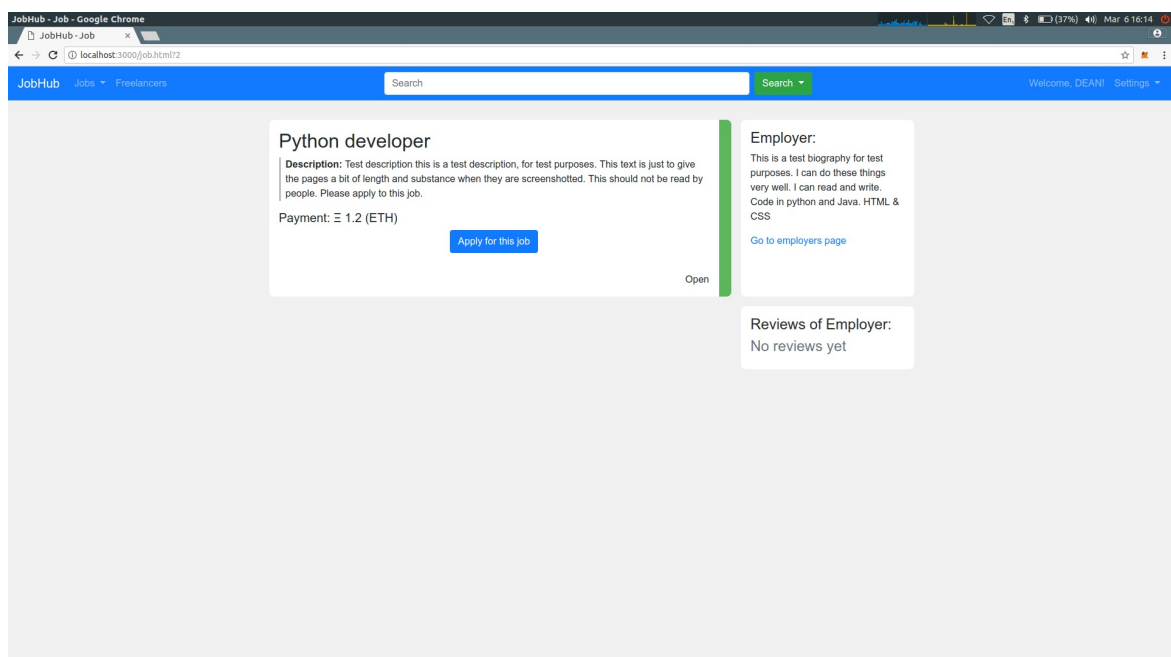 JobHub - Job - Google Chrome
En
(37%)
Mar 6 16:14
JobHub - Job
localhost:3000/job.html?2
JobHub
Jobs
Freelancers
Search
Search
Welcome, DEAN!
Settings
Python developer
Description: Test description this is a test description, for test purposes. This text is just to give
the pages a bit of length and substance when they are screenshotted. This should not be read by
people. Please apply to this job.
Payment: Ξ 1.2 (ETH)
Apply for this job
Open
Employer:
This is a test biography for test
purposes. I can do these things
very well. I can read and write.
Code in python and Java. HTML &
CSS
Go to employers page
Reviews of Employer:
No reviews yet